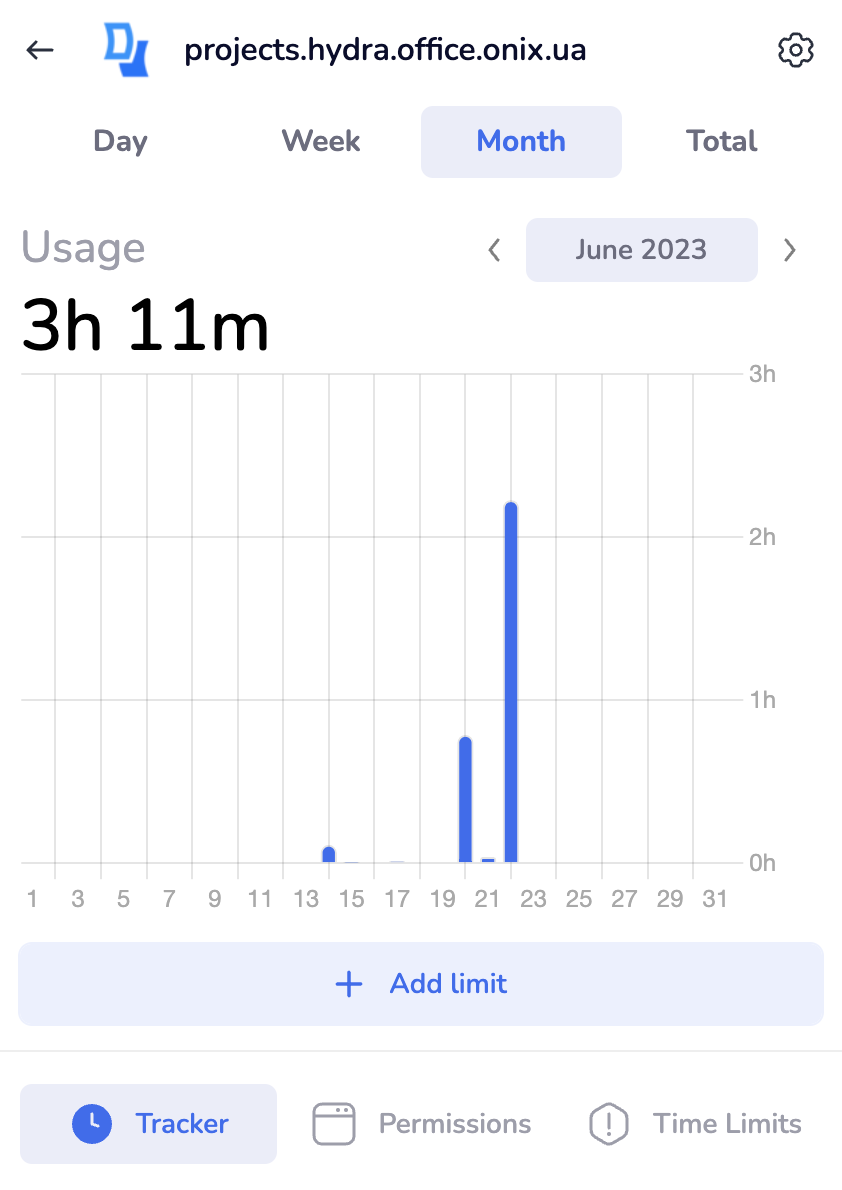 projects.hydra.office.onix.ua
Day Week Month Total
Usage
June 2023
3h 11m
3h
2h
1h
0h
1 3 5 7 9 11 13 15 17 19 21 23 25 27 29 31
+ Add limit
Tracker Permissions Time Limits